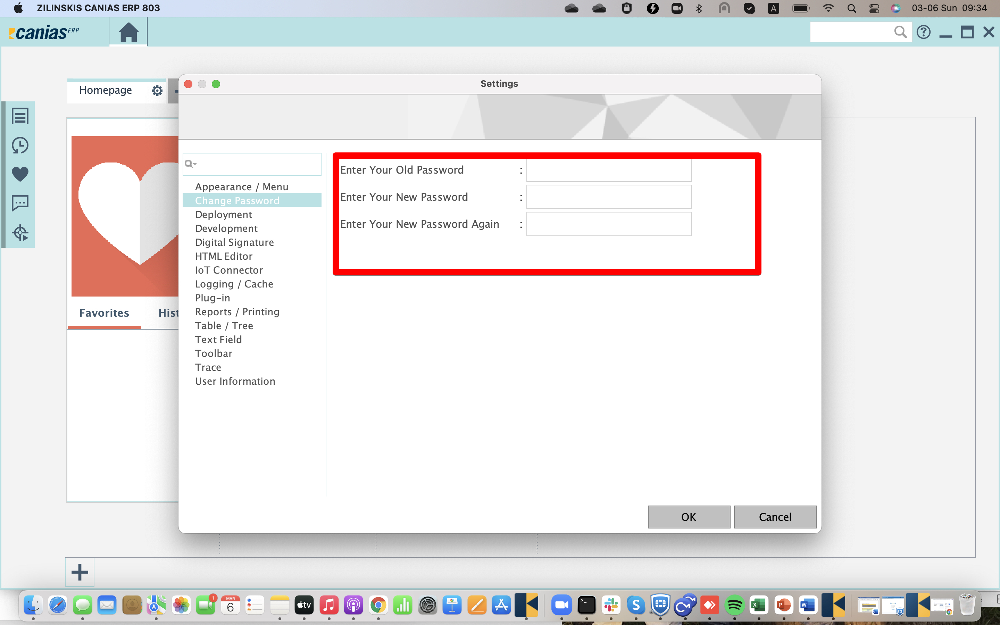 ZILINSKIS CANIAS ERP 803
A
03-06 Sun 09:34
canias ERP
Homepage
Settings
Enter Your Old Password :
Enter Your New Password :
Enter Your New Password Again :
Appearance / Menu
Change Password
Deployment
Development
Digital Signature
HTML Editor
IoT Connector
Logging / Cache
Plug-in
Reports / Printing
Table / Tree
Text Field
Toolbar
Trace
User Information
Favorites
Hist
OK
Cancel
1
MAR
6
tv
S
CM
CM
X
P
W